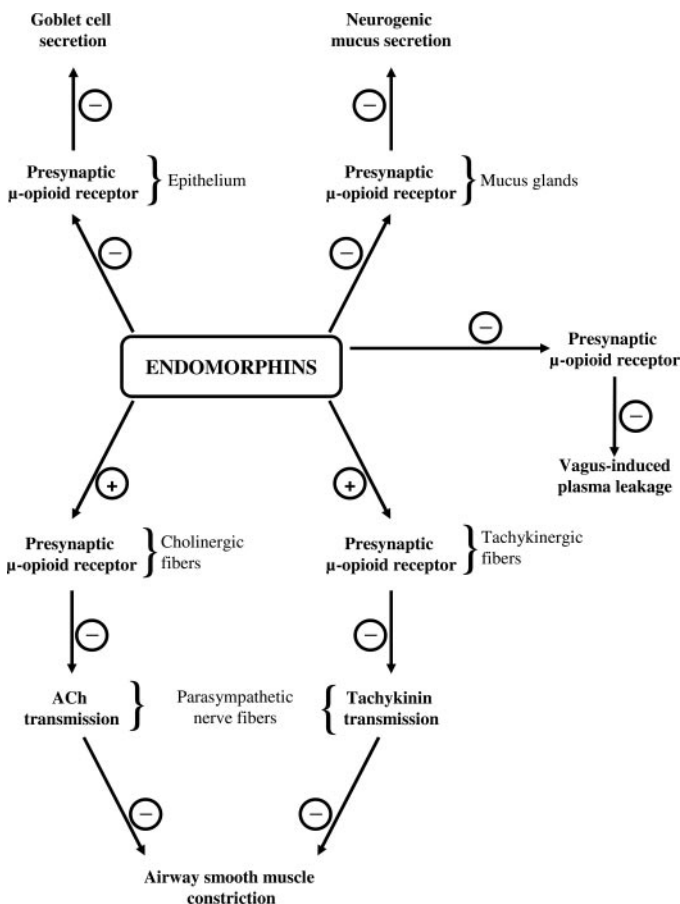 Goblet cell
secretion
Neurogenic
mucus secretion
−
−
Presynaptic
μ-opioid receptor
} Epithelium
Presynaptic
μ-opioid receptor
} Mucus glands
−
−
−
ENDOMORPHINS
Presynaptic
μ-opioid receptor
−
Vagus-induced
plasma leakage
+
+
Presynaptic
μ-opioid receptor
} Cholinergic
fibers
Presynaptic
μ-opioid receptor
} Tachykinergic
fibers
−
−
ACh
transmission
}
Parasympathetic
nerve fibers
{
Tachykinin
transmission
−
−
Airway smooth muscle
constriction